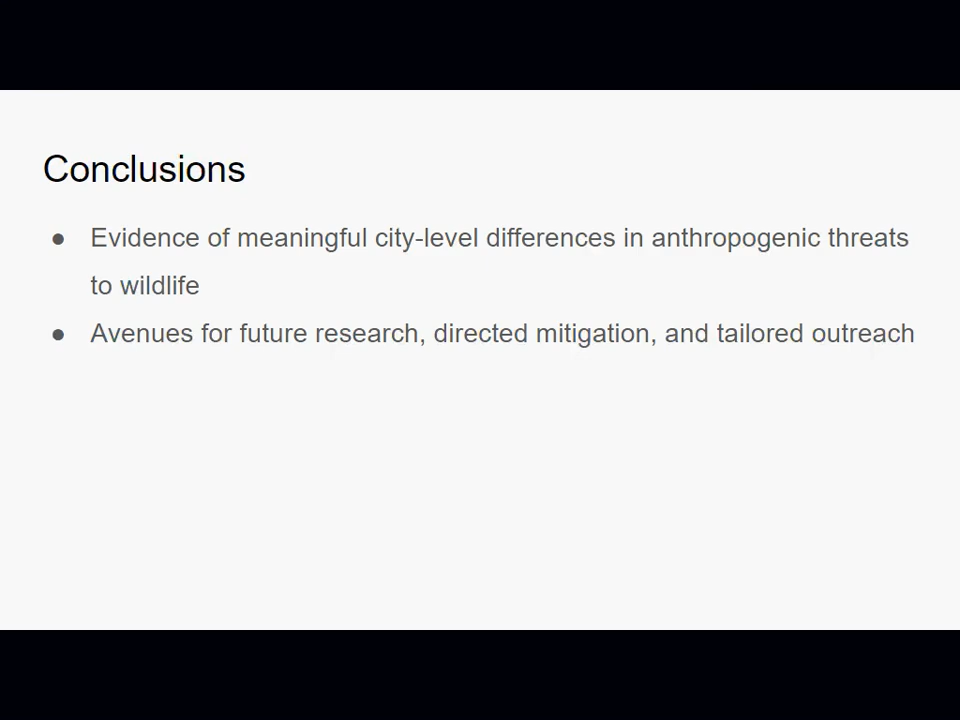 Conclusions
● Evidence of meaningful city-level differences in anthropogenic threats
to wildlife
● Avenues for future research, directed mitigation, and tailored outreach